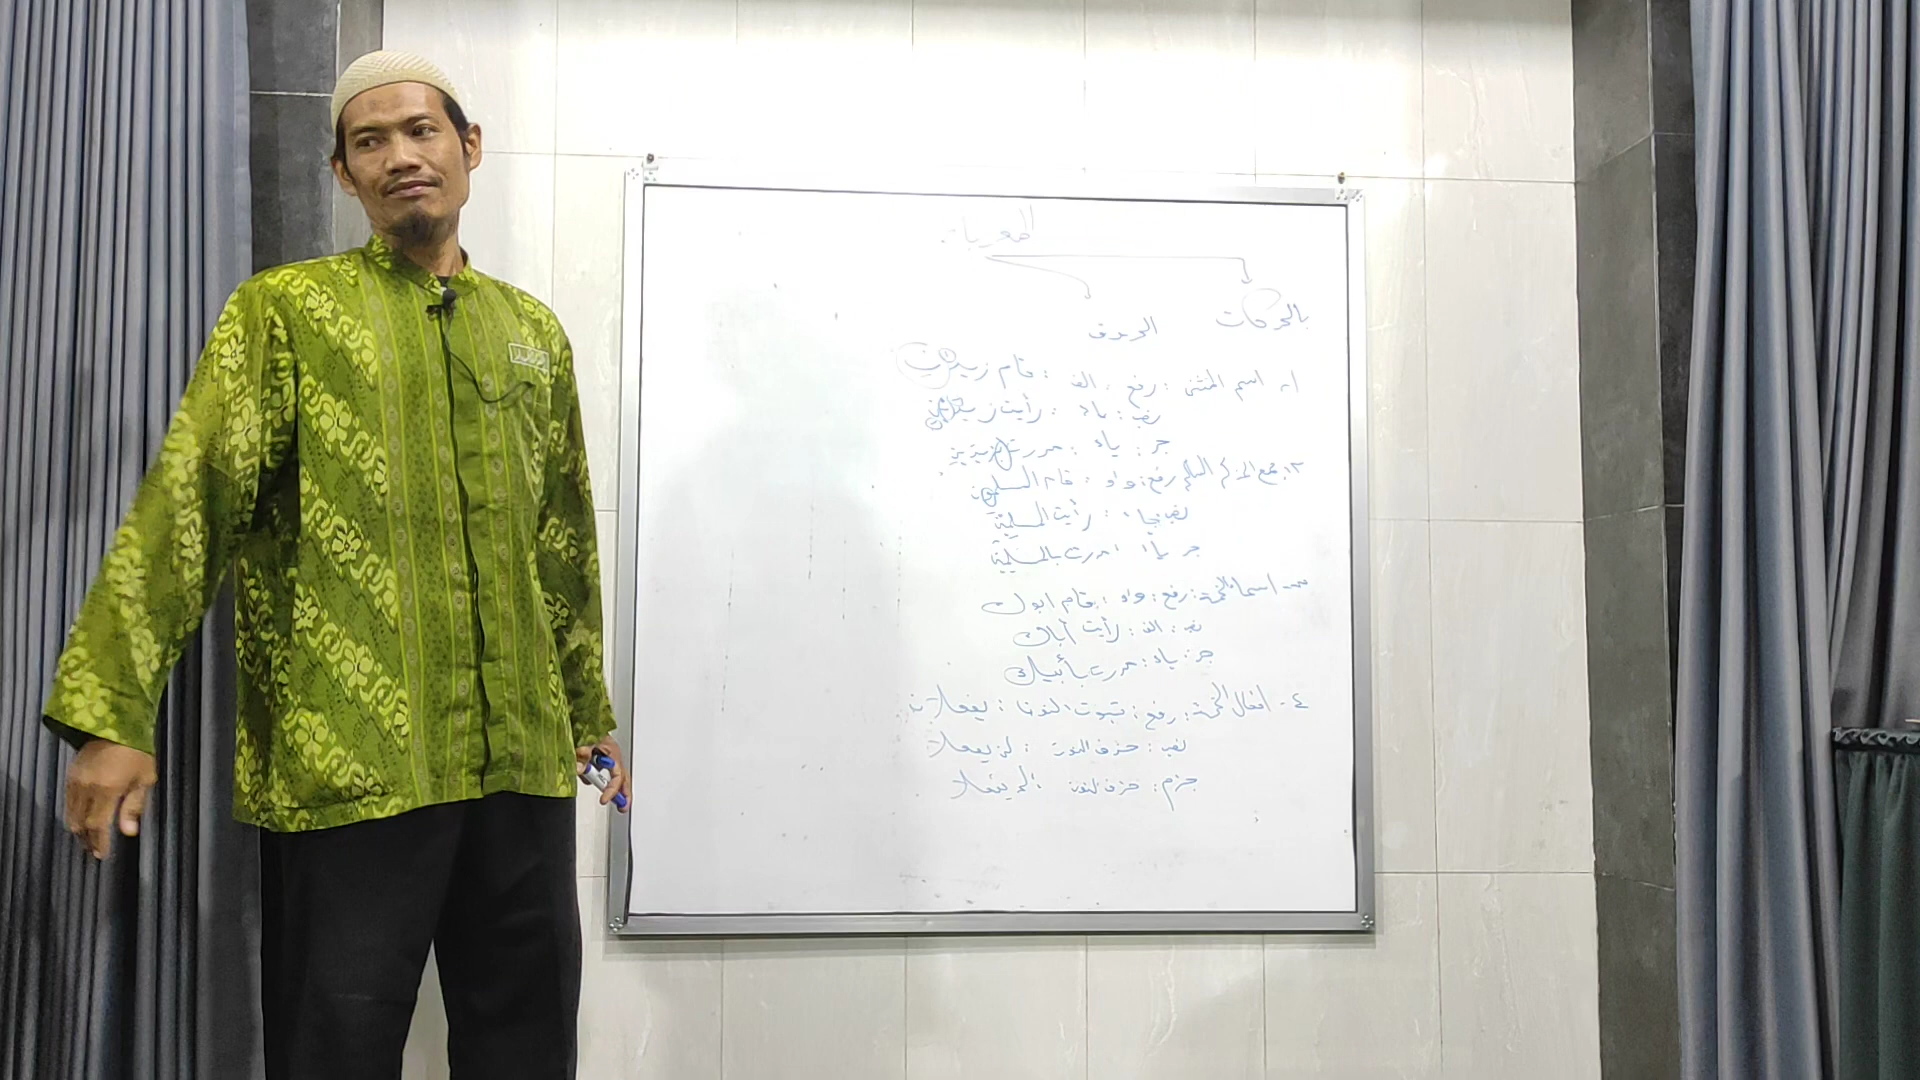 المعربات
بالحركات
الحروف
١. اسم المثنى : رفع : الف : قام زيدان
نصب : ياء : رأيت زيدين
جر : ياء : مررت بزيدين
٢. جمع المذكر السالم رفع : واو : قام المسلمون
نصب ياء : رأيت المسلمين
جر ياء : مررت بالمسلمين
٣. اسماء الخمسة : رفع : واو : قام ابوك
نصب : الف : رأيت أباك
جر : ياء : مررت بأبيك
٤. افعال الخمسة : رفع : ثبوت النون : يفعلان
نصب : حذف النون : لن يفعلا
جزم : حذف النون : لم يفعلا